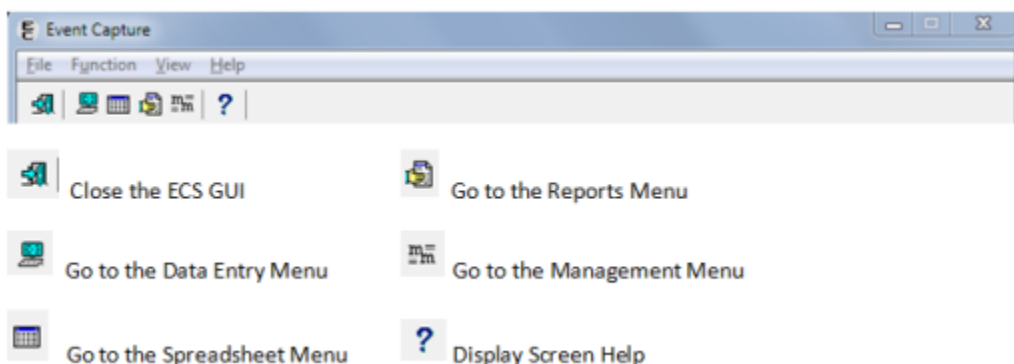 Event Capture
File Function View Help
?
Close the ECS GUI
Go to the Reports Menu
Go to the Data Entry Menu
Go to the Management Menu
Go to the Spreadsheet Menu
? Display Screen Help